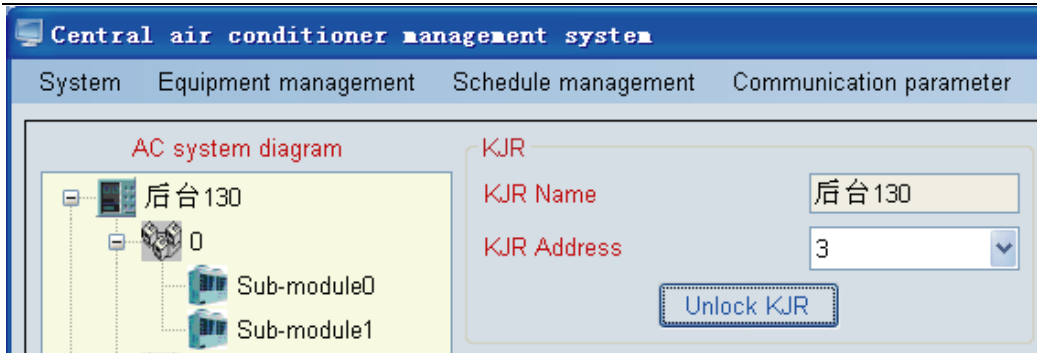 Central air conditioner management system
System Equipment management Schedule management Communication parameter
AC system diagram
后台130
0
Sub-module0
Sub-module1
KJR
KJR Name
后台130
KJR Address
3
Unlock KJR